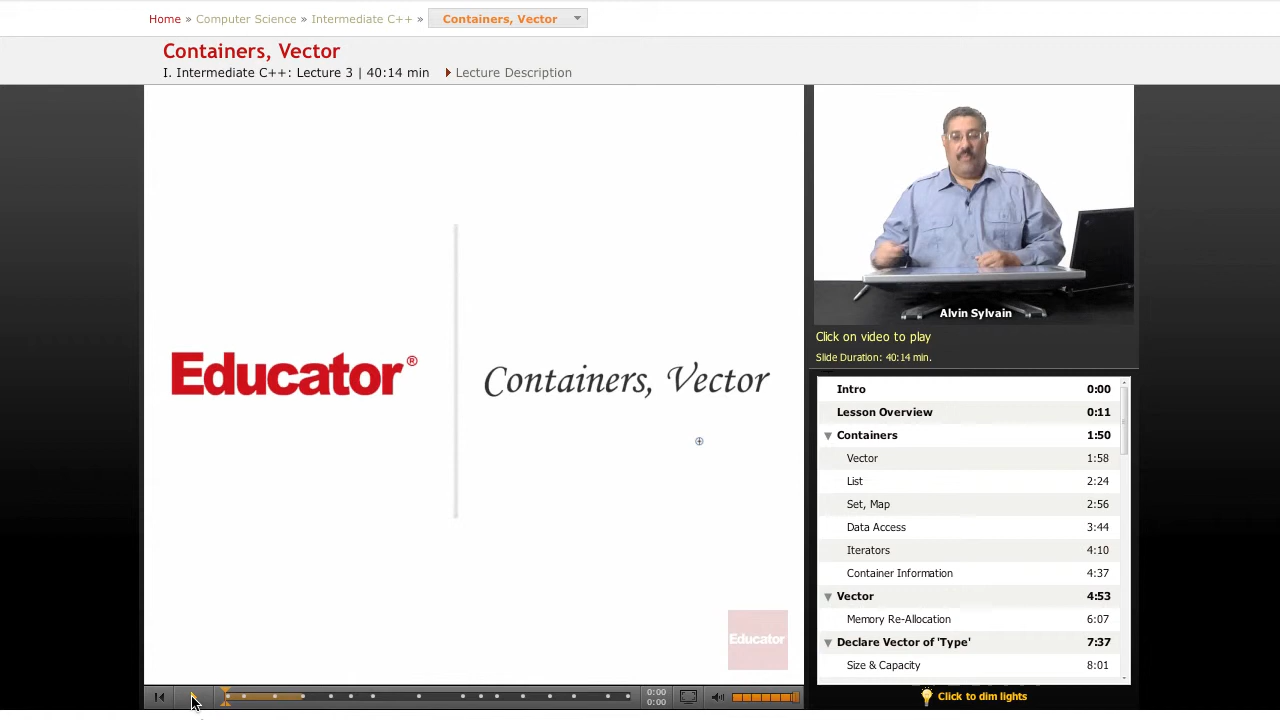 Home » Computer Science » Intermediate C++ » Containers, Vector
Containers, Vector
I. Intermediate C++: Lecture 3 | 40:14 min Lecture Description
Educator® Containers, Vector
Educator
Alvin Sylvain
Click on video to play
Slide Duration: 40:14 min.
Intro 0:00
Lesson Overview 0:11
Containers 1:50
Vector 1:58
List 2:24
Set, Map 2:56
Data Access 3:44
Iterators 4:10
Container Information 4:37
Vector 4:53
Memory Re-Allocation 6:07
Declare Vector of 'Type' 7:37
Size & Capacity 8:01
0:00
0:00
Click to dim lights